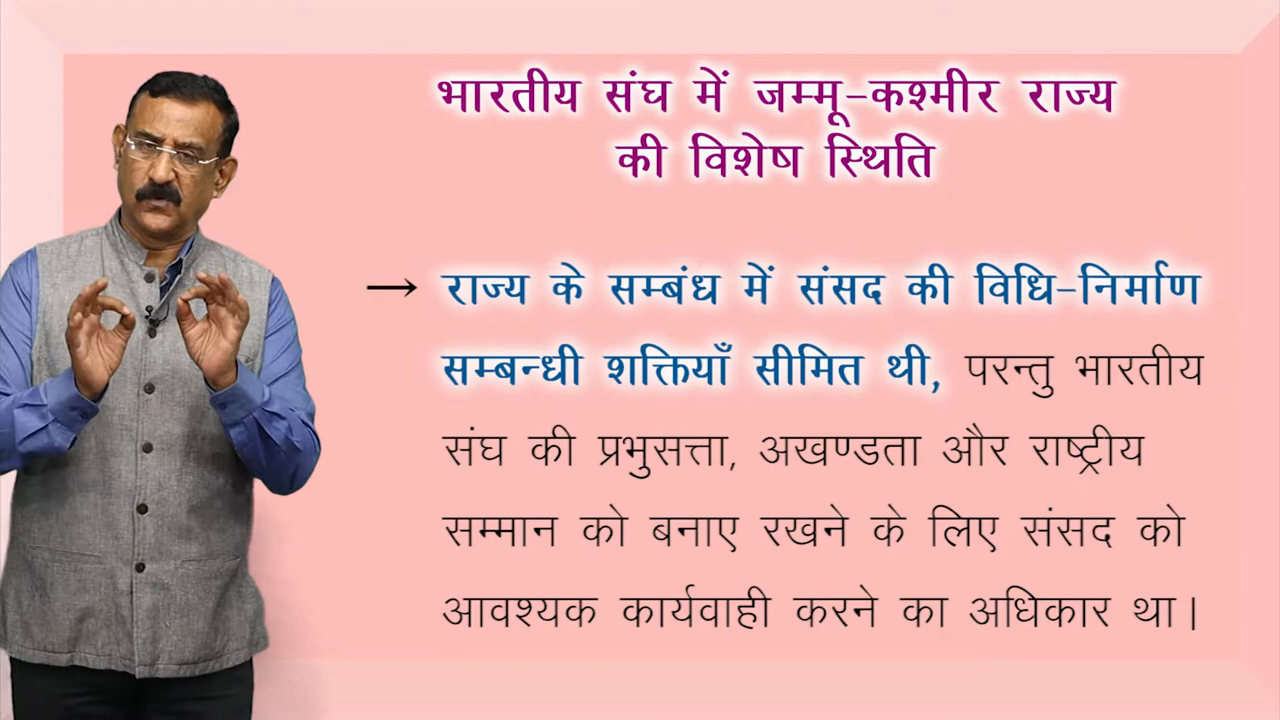 भारतीय संघ में जम्मू-कश्मीर राज्य
की विशेष स्थिति
→ राज्य के सम्बंध में संसद की विधि-निर्माण
सम्बन्धी शक्तियाँ सीमित थी, परन्तु भारतीय
संघ की प्रभुसत्ता, अखण्डता और राष्ट्रीय
सम्मान को बनाए रखने के लिए संसद को
आवश्यक कार्यवाही करने का अधिकार था।